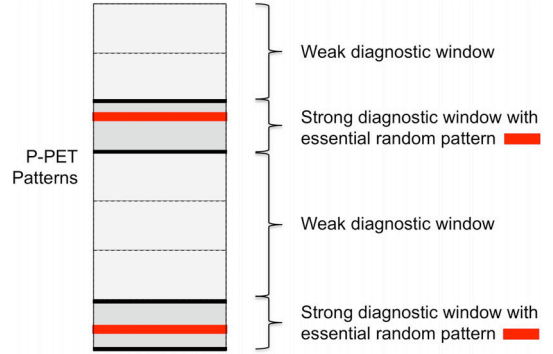 Weak diagnostic window
Strong diagnostic window with
essential random pattern
P-PET
Patterns
Weak diagnostic window
Strong diagnostic window with
essential random pattern